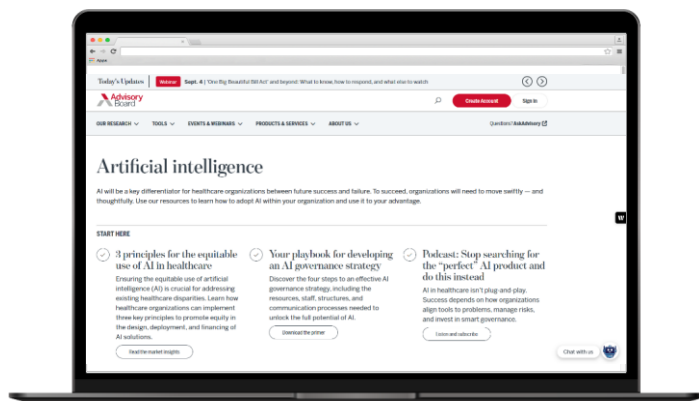 Apps
Today's Updates
Webinar
Sept. 4 | 'One Big Beautiful Bill Act' and beyond: What to know, how to respond, and what else to watch
Advisory
Board
Create Account
Sign in
OUR RESEARCH
TOOLS
EVENTS & WEBINARS
PRODUCTS & SERVICES
ABOUT US
Questions? AskAdvisory
Artificial intelligence
AI will be a key differentiator for healthcare organizations between future success and failure. To succeed, organizations will need to move swiftly — and
thoughtfully. Use our resources to learn how to adopt AI within your organization and use it to your advantage.
START HERE
3 principles for the equitable
use of AI in healthcare
Ensuring the equitable use of artificial
intelligence (AI) is crucial for addressing
existing healthcare disparities. Learn how
healthcare organizations can implement
three key principles to promote equity in
the design, deployment, and financing of
AI solutions.
Read the market insights
Your playbook for developing
an AI governance strategy
Discover the four steps to an effective AI
governance strategy, including the
resources, staff, structures, and
communication processes needed to
unlock the full potential of AI.
Download the primer
Podcast: Stop searching for
the "perfect" AI product and
do this instead
AI in healthcare isn't plug-and-play.
Success depends on how organizations
align tools to problems, manage risks,
and invest in smart governance.
Listen and subscribe
w
Chat with us